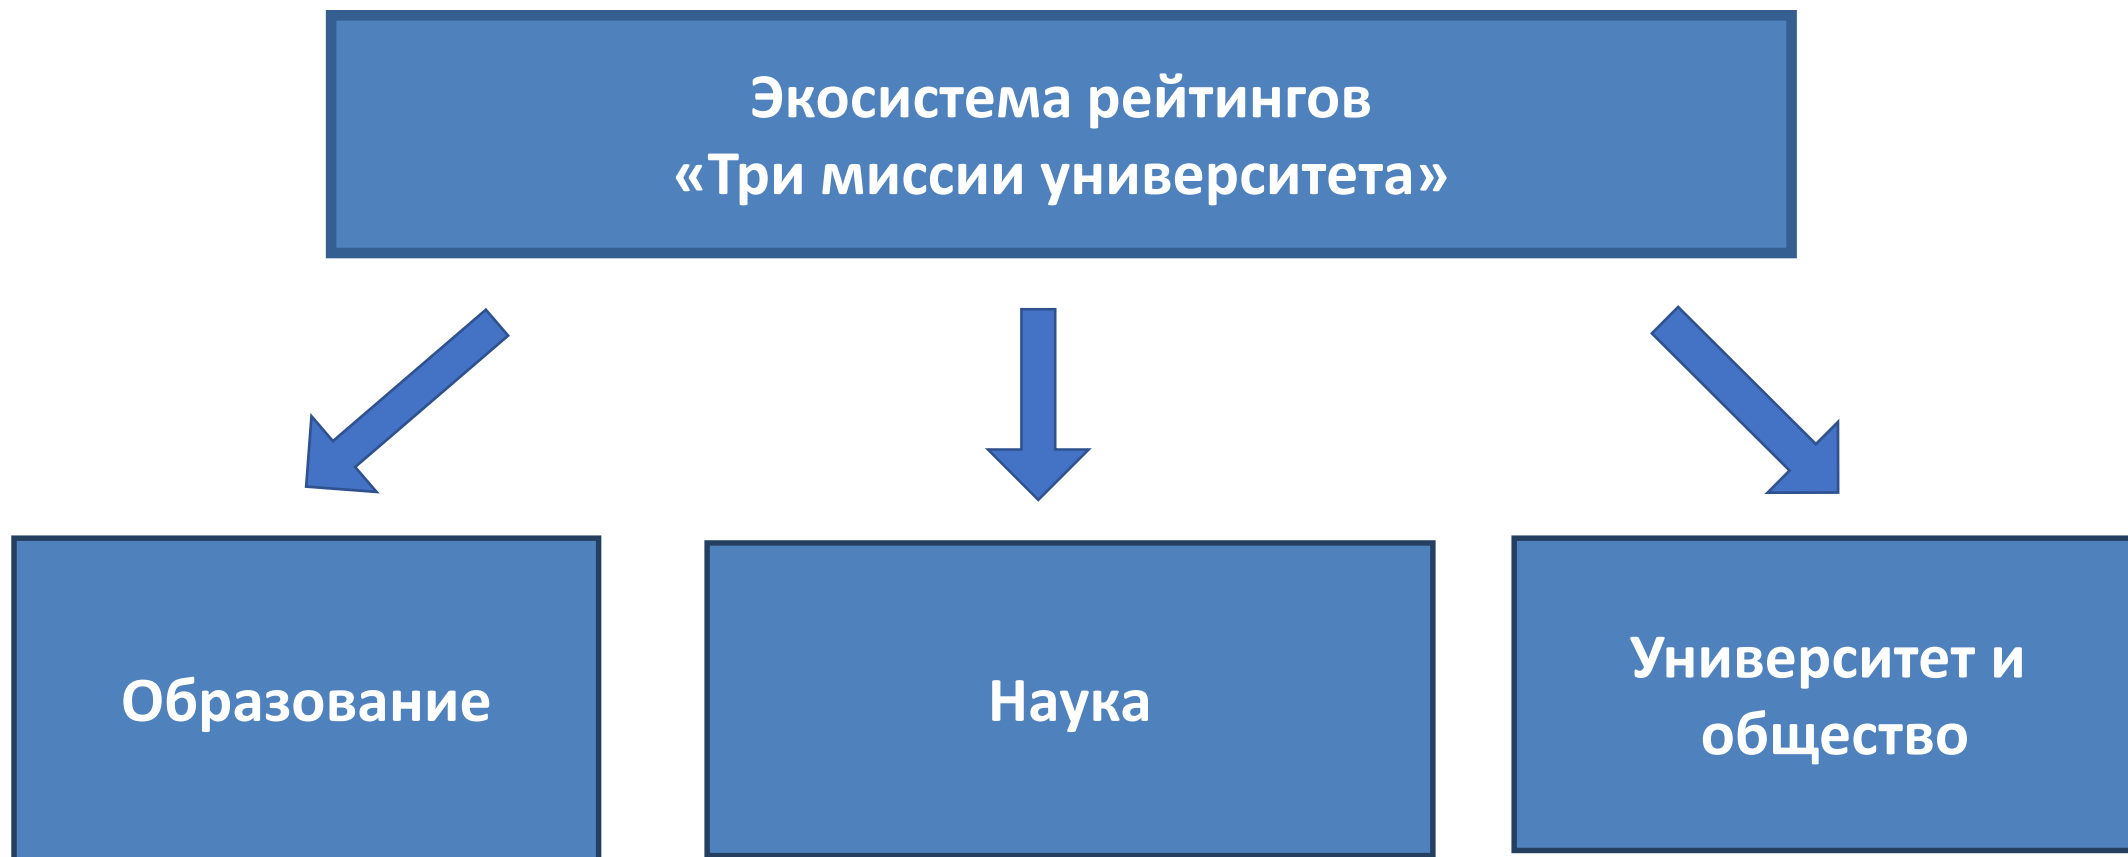 Экосистема рейтингов
«Три миссии университета»
Образование
Наука
Университет и
общество